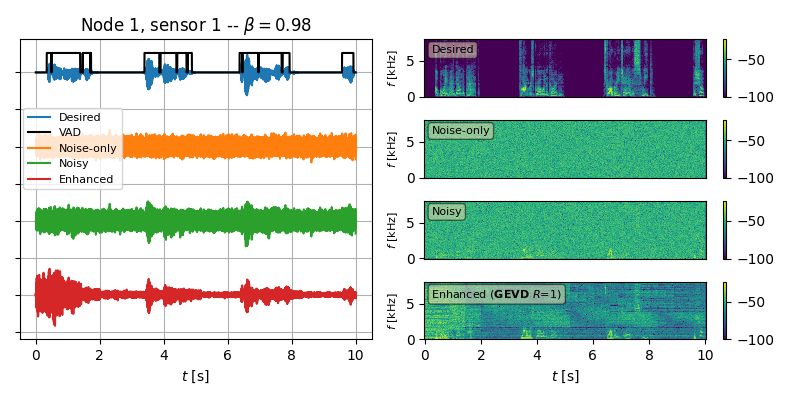 Node 1, sensor 1 -- β = 0.98
Desired
VAD
Noise-only
Noisy
Enhanced
0 2 4 6 8 10
t [s]
Desired
f [kHz]
5
0
−50
−100
Noise-only
f [kHz]
5
0
−50
−100
Noisy
f [kHz]
5
0
−50
−100
Enhanced (GEVD R=1)
f [kHz]
5
0
−50
−100
0 2 4 6 8 10
t [s]